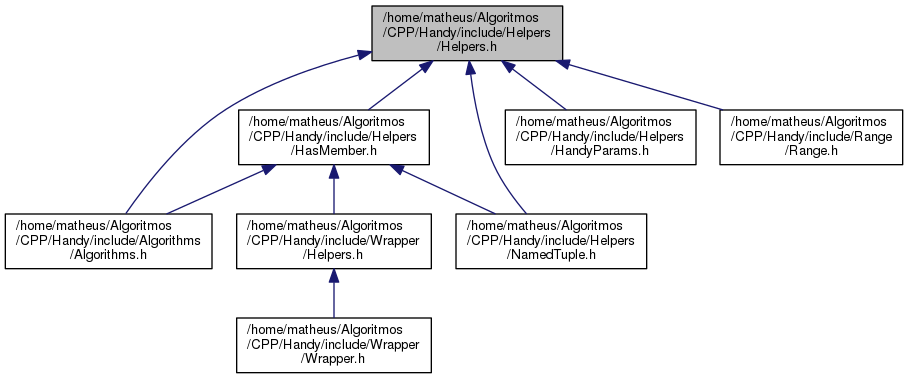 /home/matheus/Algoritmos
/CPP/Handy/include/Helpers
/Helpers.h
/home/matheus/Algoritmos
/CPP/Handy/include/Helpers
/HasMember.h
/home/matheus/Algoritmos
/CPP/Handy/include/Helpers
/HandyParams.h
/home/matheus/Algoritmos
/CPP/Handy/include/Range
/Range.h
/home/matheus/Algoritmos
/CPP/Handy/include/Algorithms
/Algorithms.h
/home/matheus/Algoritmos
/CPP/Handy/include/Wrapper
/Helpers.h
/home/matheus/Algoritmos
/CPP/Handy/include/Helpers
/NamedTuple.h
/home/matheus/Algoritmos
/CPP/Handy/include/Wrapper
/Wrapper.h